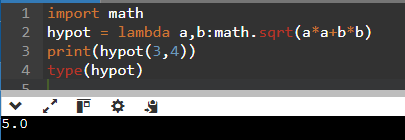 1 import math
2 hypot = lambda a,b:math.sqrt(a*a+b*b)
3 print(hypot(3,4))
4 type(hypot)
5
5.0